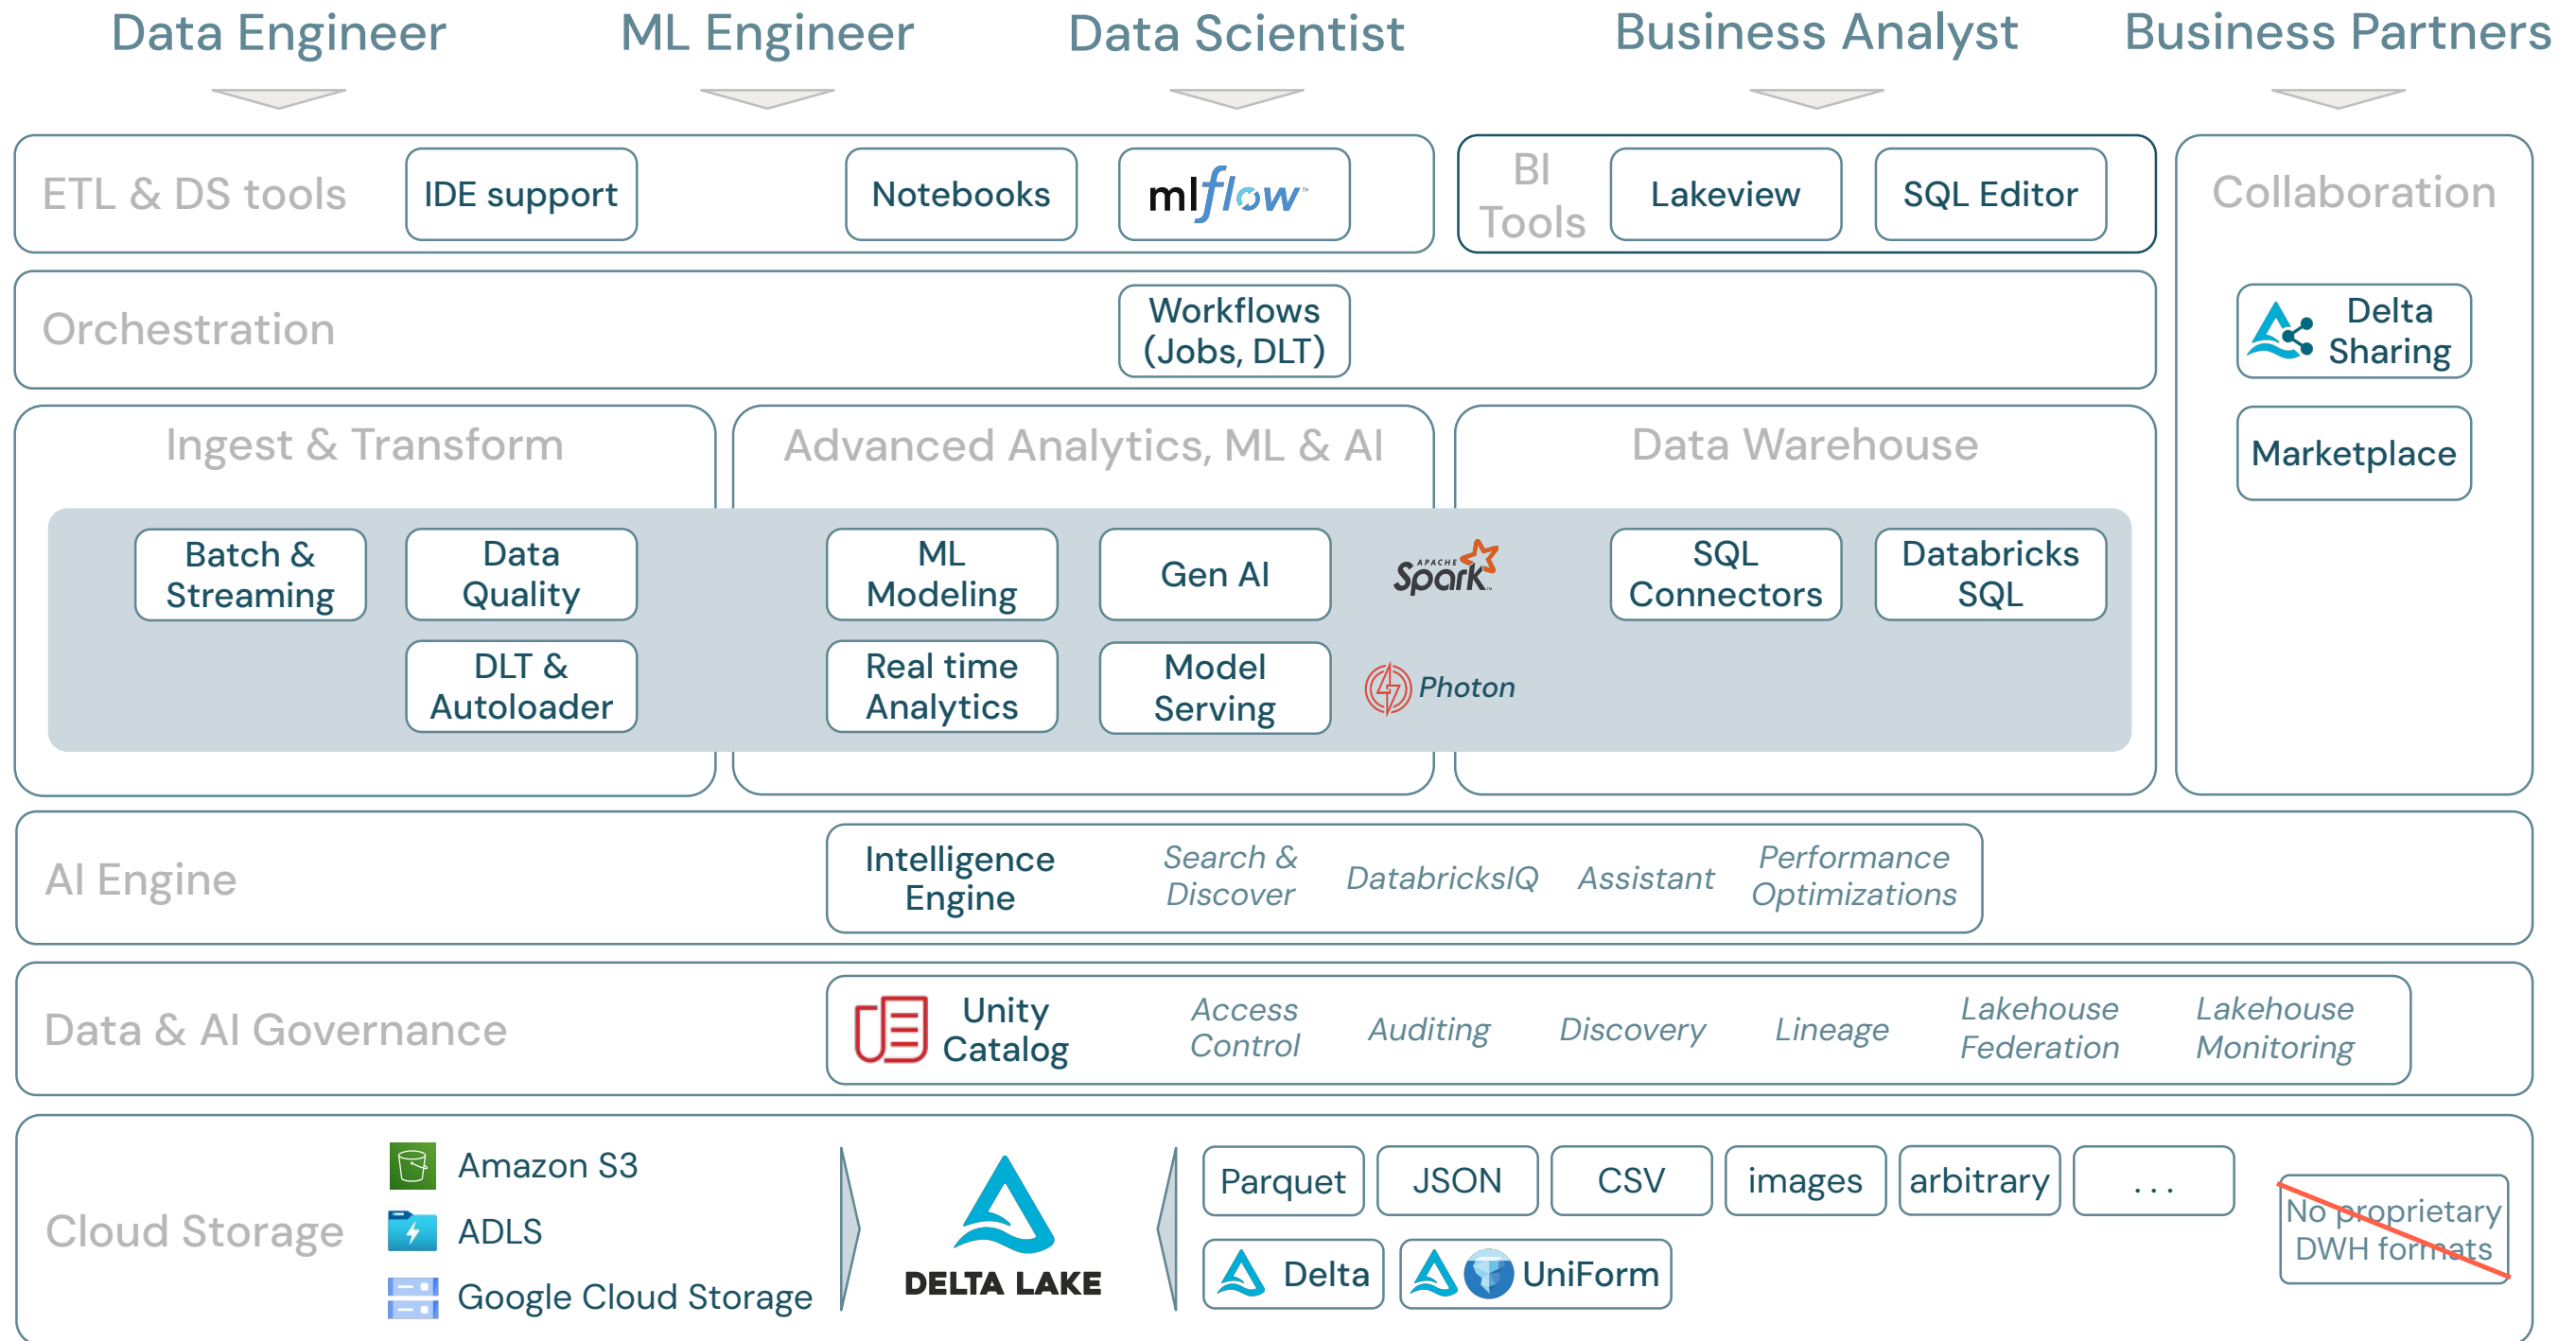 Data Engineer
ML Engineer
Data Scientist
Business Analyst
Business Partners
ETL & DS tools
IDE support
Notebooks
mlflow™
BI
Tools
Lakeview
SQL Editor
Collaboration
Orchestration
Workflows
(Jobs, DLT)
Delta
Sharing
Marketplace
Ingest & Transform
Advanced Analytics, ML & AI
Data Warehouse
Batch &
Streaming
Data
Quality
DLT &
Autoloader
ML
Modeling
Gen AI
Real time
Analytics
Model
Serving
APACHE
Spark™
Photon
SQL
Connectors
Databricks
SQL
AI Engine
Intelligence
Engine
Search &
Discover
DatabricksIQ
Assistant
Performance
Optimizations
Data & AI Governance
Unity
Catalog
Access
Control
Auditing
Discovery
Lineage
Lakehouse
Federation
Lakehouse
Monitoring
Cloud Storage
Amazon S3
ADLS
Google Cloud Storage
DELTA LAKE
Parquet
JSON
CSV
images
arbitrary
...
Delta
UniForm
No proprietary
DWH formats